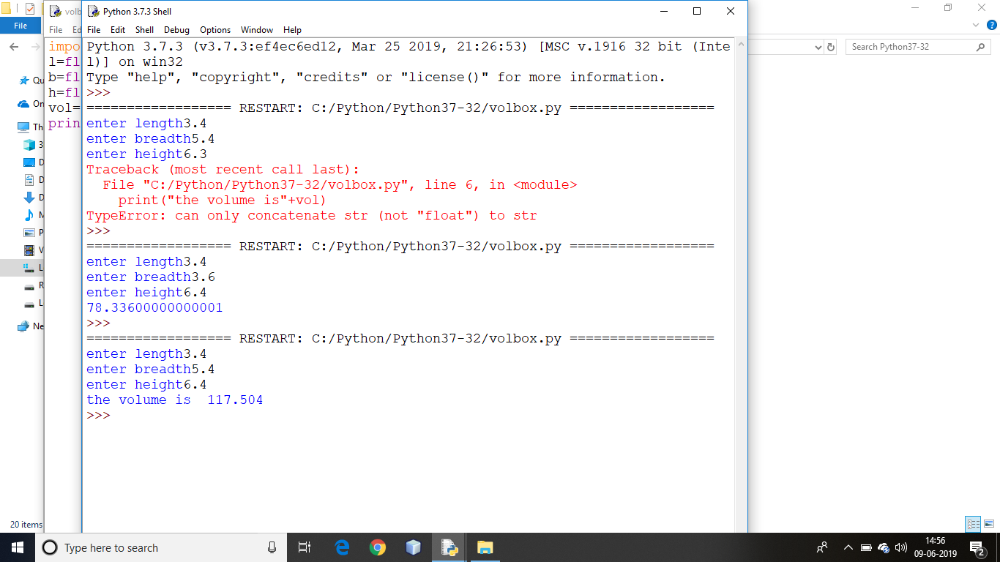 File
volb
Python 3.7.3 Shell
File Ed
File Edit Shell Debug Options Window Help
Search Python37-32
impo
l=fl
b=fl
h=fl
vol=
prin
Python 3.7.3 (v3.7.3:ef4ec6ed12, Mar 25 2019, 21:26:53) [MSC v.1916 32 bit (Inte
l)] on win32
Type "help", "copyright", "credits" or "license()" for more information.
>>>
================== RESTART: C:/Python/Python37-32/volbox.py ==================
enter length3.4
enter breadth5.4
enter height6.3
Traceback (most recent call last):
  File "C:/Python/Python37-32/volbox.py", line 6, in <module>
    print("the volume is"+vol)
TypeError: can only concatenate str (not "float") to str
>>>
================== RESTART: C:/Python/Python37-32/volbox.py ==================
enter length3.4
enter breadth3.6
enter height6.4
78.33600000000001
>>>
================== RESTART: C:/Python/Python37-32/volbox.py ==================
enter length3.4
enter breadth5.4
enter height6.4
the volume is  117.504
>>>
Qu
On
Th
3
D
D
D
M
P
V
L
R
L
Ne
20 items
Type here to search
14:56
09-06-2019
2